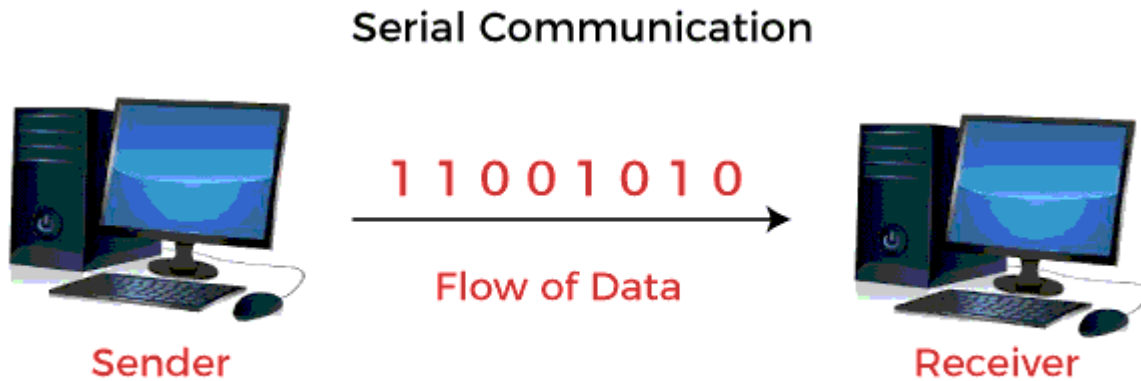 Serial Communication
1 1 0 0 1 0 1 0
Flow of Data
Sender
Receiver